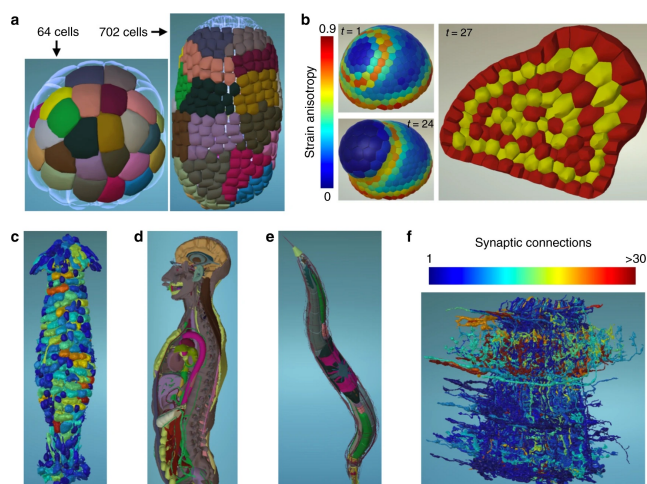 a
64 cells
702 cells
b
0.9
Strain anisotropy
0
t = 1
t = 24
t = 27
c
d
e
f
Synaptic connections
1
>30